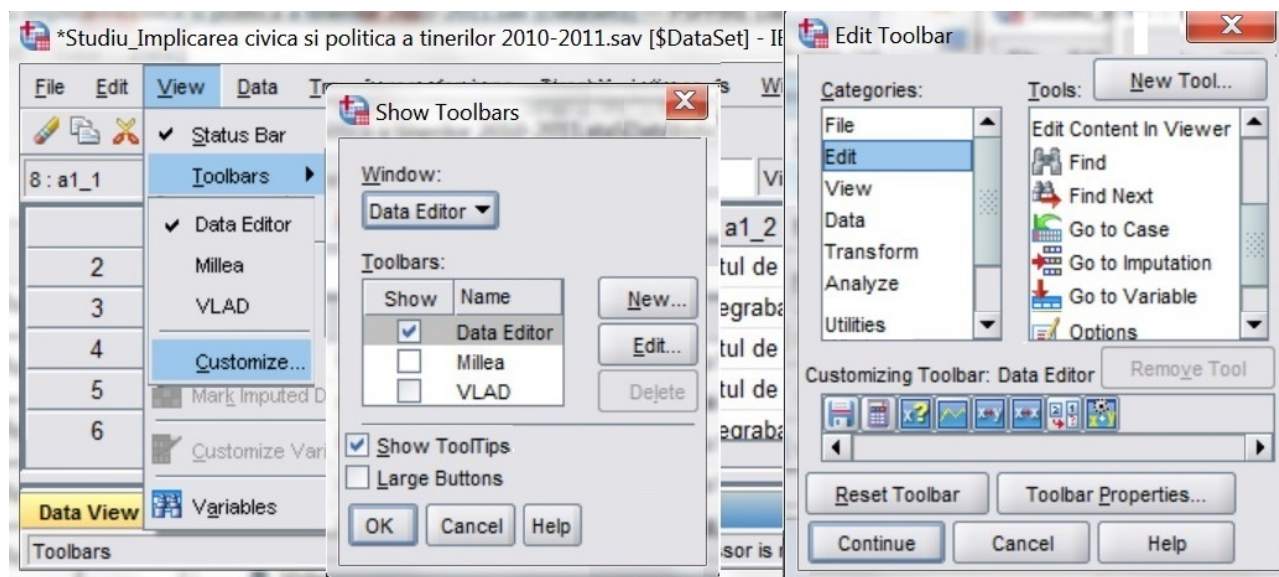 *Studiu_Implicarea civica si politica a tinerilor 2010-2011.sav [$DataSet] -
File Edit View Data
8 : a1_1
2
3
4
5
6
Data View
Toolbars
Status Bar
Toolbars
Data Editor
Millea
VLAD
Customize...
Mark Imputed D
Customize Vari
Variables
a1_2
tul de
egraba
tul de
tul de
egraba
Show Toolbars
Window:
Data Editor
Toolbars:
Show Name
Data Editor
Millea
VLAD
New...
Edit...
Delete
Show ToolTips
Large Buttons
OK Cancel Help
Edit Toolbar
Categories:
File
Edit
View
Data
Transform
Analyze
Utilities
Tools:
New Tool...
Edit Content In Viewer
Find
Find Next
Go to Case
Go to Imputation
Go to Variable
Options
Customizing Toolbar: Data Editor
Remove Tool
Reset Toolbar
Toolbar Properties...
Continue Cancel Help